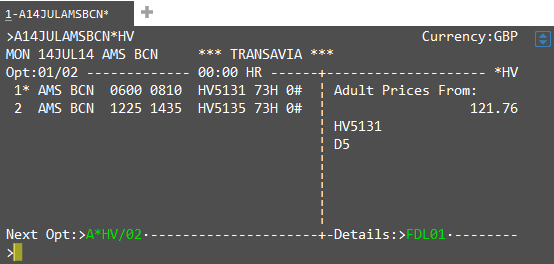 1-A14JULAMSBCN*
>A14JULAMSBCN*HV Currency:GBP
MON 14JUL14 AMS BCN *** TRANSAVIA ***
Opt:01/02 ------------- 00:00 HR ------+-------------------- *HV
1* AMS BCN 0600 0810 HV5131 73H 0# ¦ Adult Prices From:
2 AMS BCN 1225 1435 HV5135 73H 0# ¦ 121.76
¦ HV5131
¦ D5
Next Opt:>A*HV/02·---------------------+-Details:>FDL01·---------
>